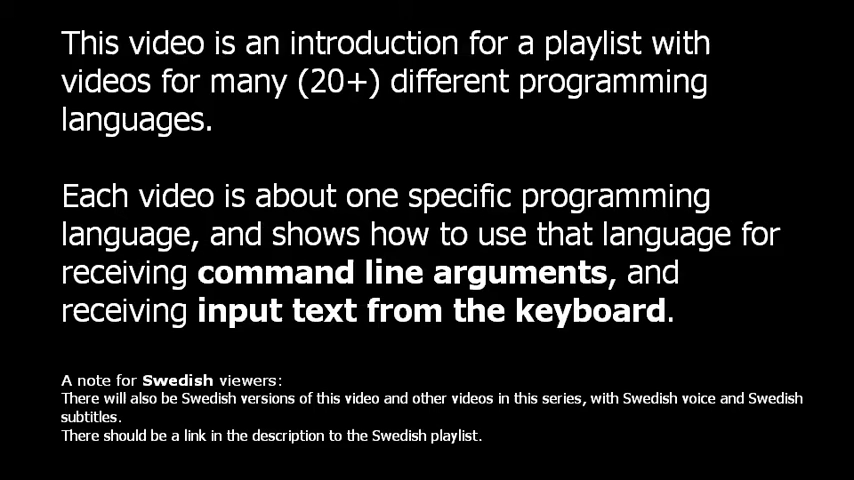 This video is an introduction for a playlist with
videos for many (20+) different programming
languages.
Each video is about one specific programming
language, and shows how to use that language for
receiving command line arguments, and
receiving input text from the keyboard.
A note for Swedish viewers:
There will also be Swedish versions of this video and other videos in this series, with Swedish voice and Swedish
subtitles.
There should be a link in the description to the Swedish playlist.